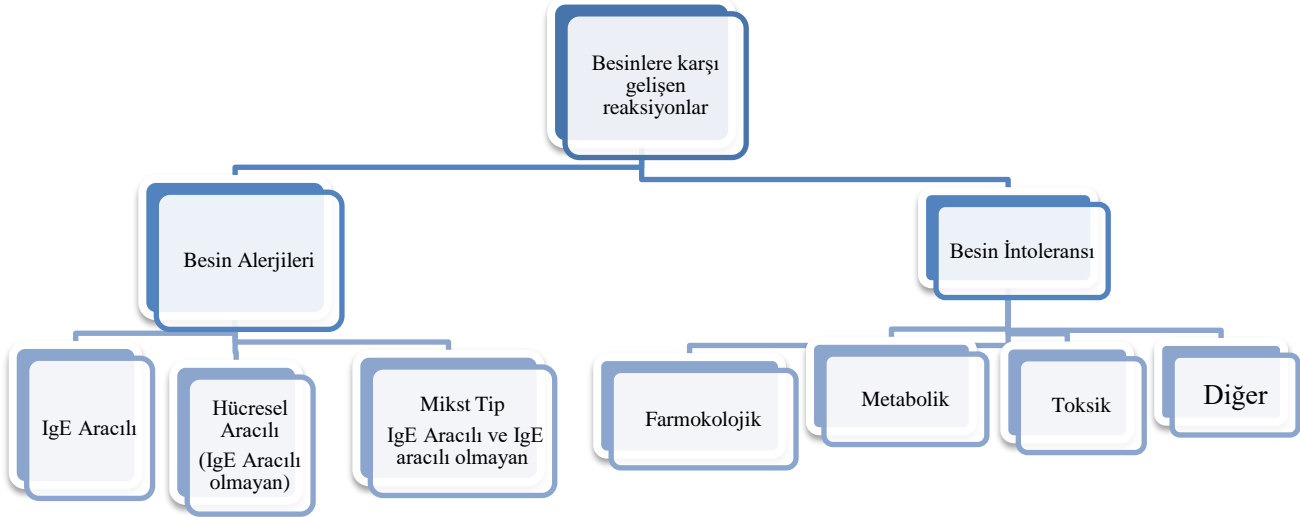 Besinlere karşı
gelişen
reaksiyonlar
Besin Alerjileri
Besin İntoleransı
IgE Aracılı
Hücresel
Aracılı
(IgE Aracılı
olmayan)
Mikst Tip
IgE Aracılı ve IgE
aracılı olmayan
Farmokolojik
Metabolik
Toksik
Diğer